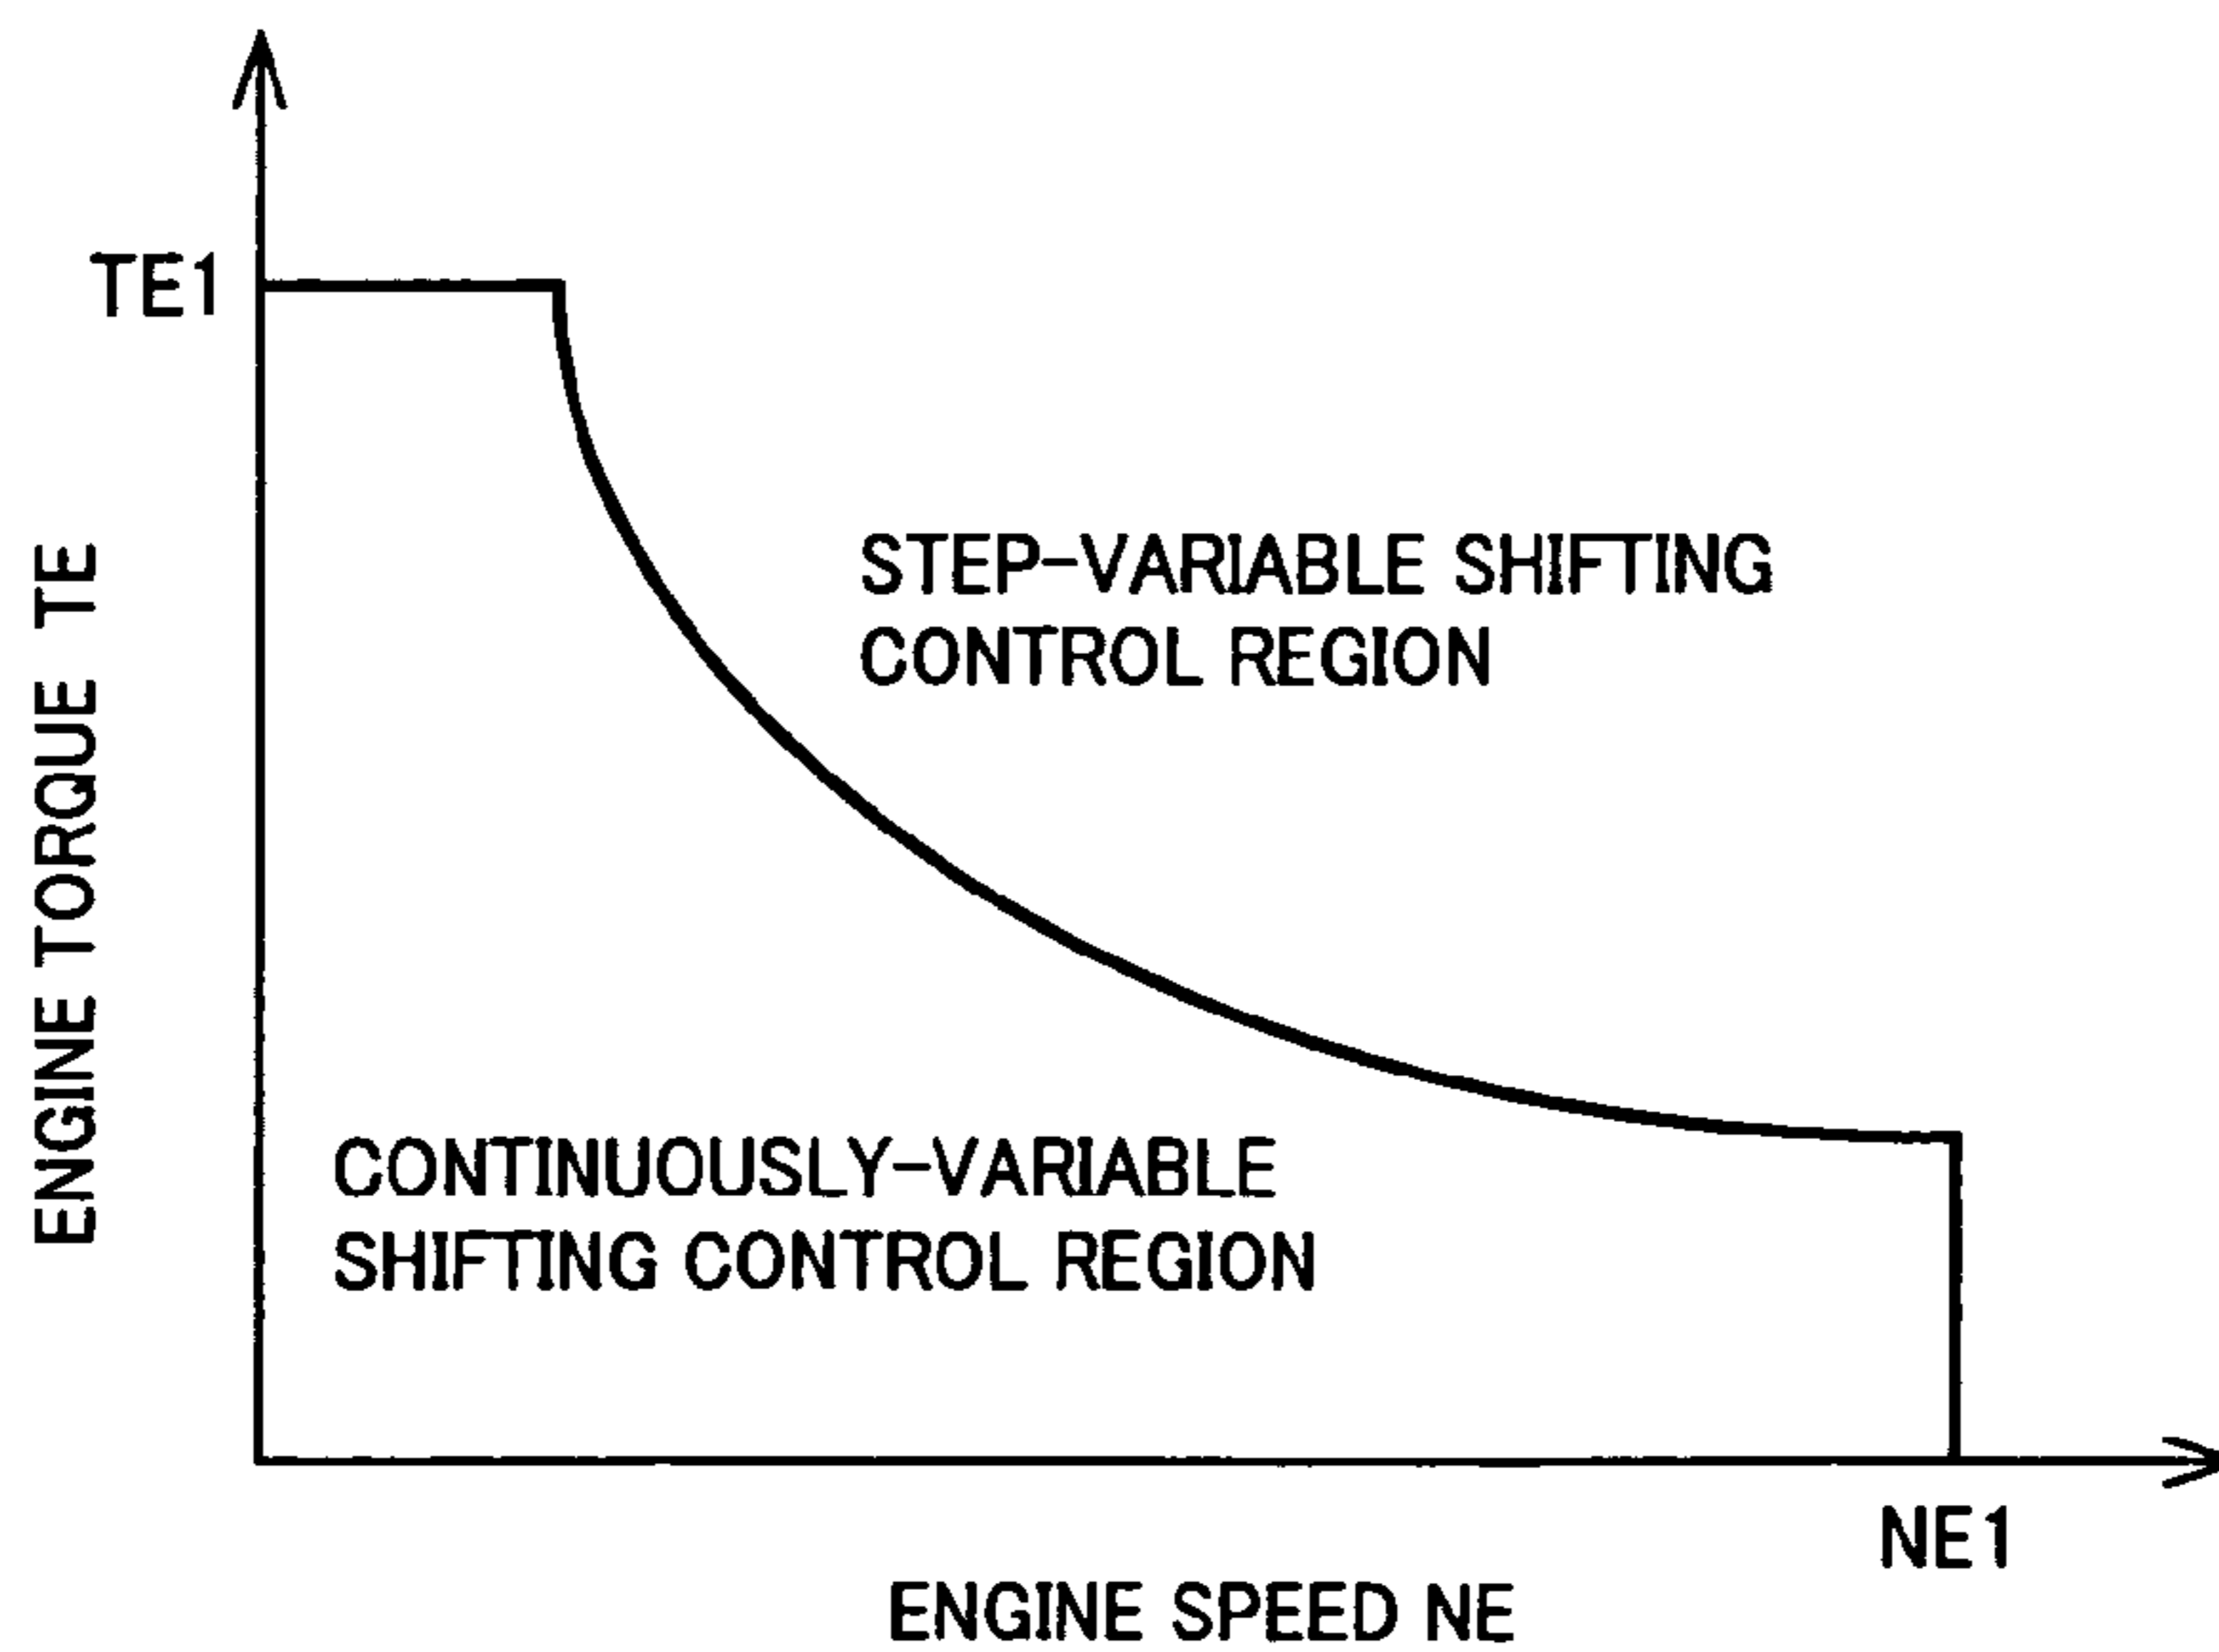 TE1
ENGINE TORQUE TE
STEP-VARIABLE SHIFTING
CONTROL REGION
CONTINUOUSLY-VARIABLE
SHIFTING CONTROL REGION
NE1
ENGINE SPEED NE